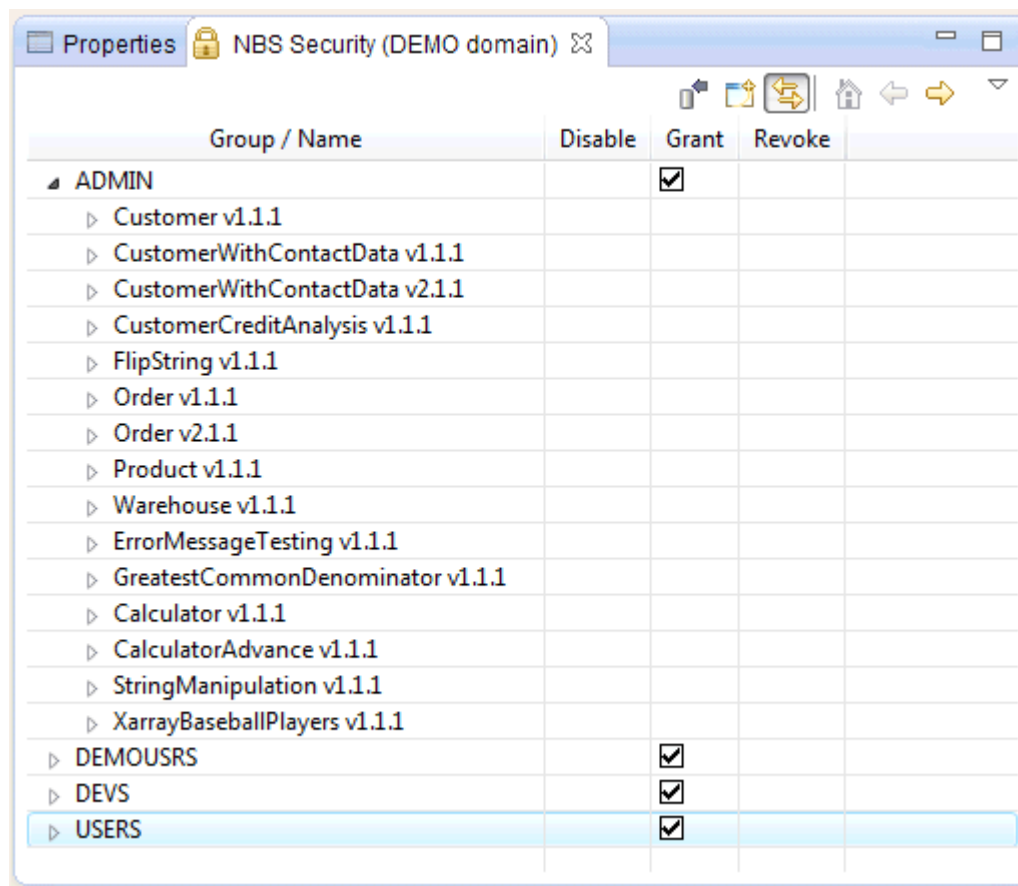 Properties NBS Security (DEMO domain)
Group / Name Disable Grant Revoke
ADMIN
Customer v1.1.1
CustomerWithContactData v1.1.1
CustomerWithContactData v2.1.1
CustomerCreditAnalysis v1.1.1
FlipString v1.1.1
Order v1.1.1
Order v2.1.1
Product v1.1.1
Warehouse v1.1.1
ErrorMessageTesting v1.1.1
GreatestCommonDenominator v1.1.1
Calculator v1.1.1
CalculatorAdvance v1.1.1
StringManipulation v1.1.1
XarrayBaseballPlayers v1.1.1
DEMOUSRS
DEVS
USERS